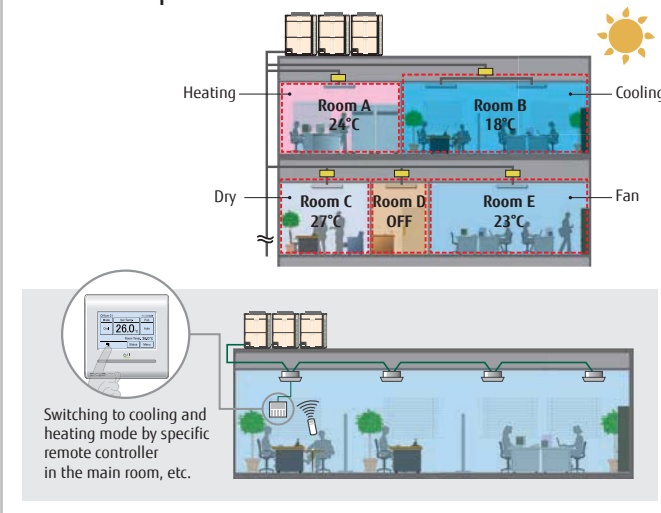 Heating
Room A
24°C
Room B
18°C
Cooling
Dry
Room C
27°C
Room D
OFF
Room E
23°C
Fan
26.0
Switching to cooling and
heating mode by specific
remote controller
in the main room, etc.